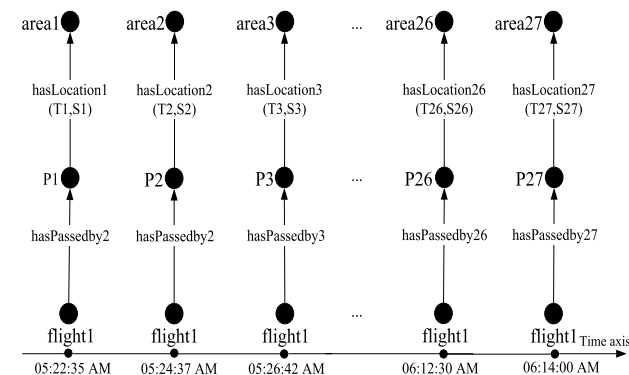 area1 area2 area3 ... area26 area27
hasLocation1 hasLocation2 hasLocation3 hasLocation26 hasLocation27
(T1,S1) (T2,S2) (T3,S3) (T26,S26) (T27,S27)
P1 P2 P3 ... P26 P27
hasPassedby2 hasPassedby2 hasPassedby3 hasPassedby26 hasPassedby27
...
flight1 flight1 flight1 flight1 flight1 Time axis
05:22:35 AM 05:24:37 AM 05:26:42 AM 06:12:30 AM 06:14:00 AM